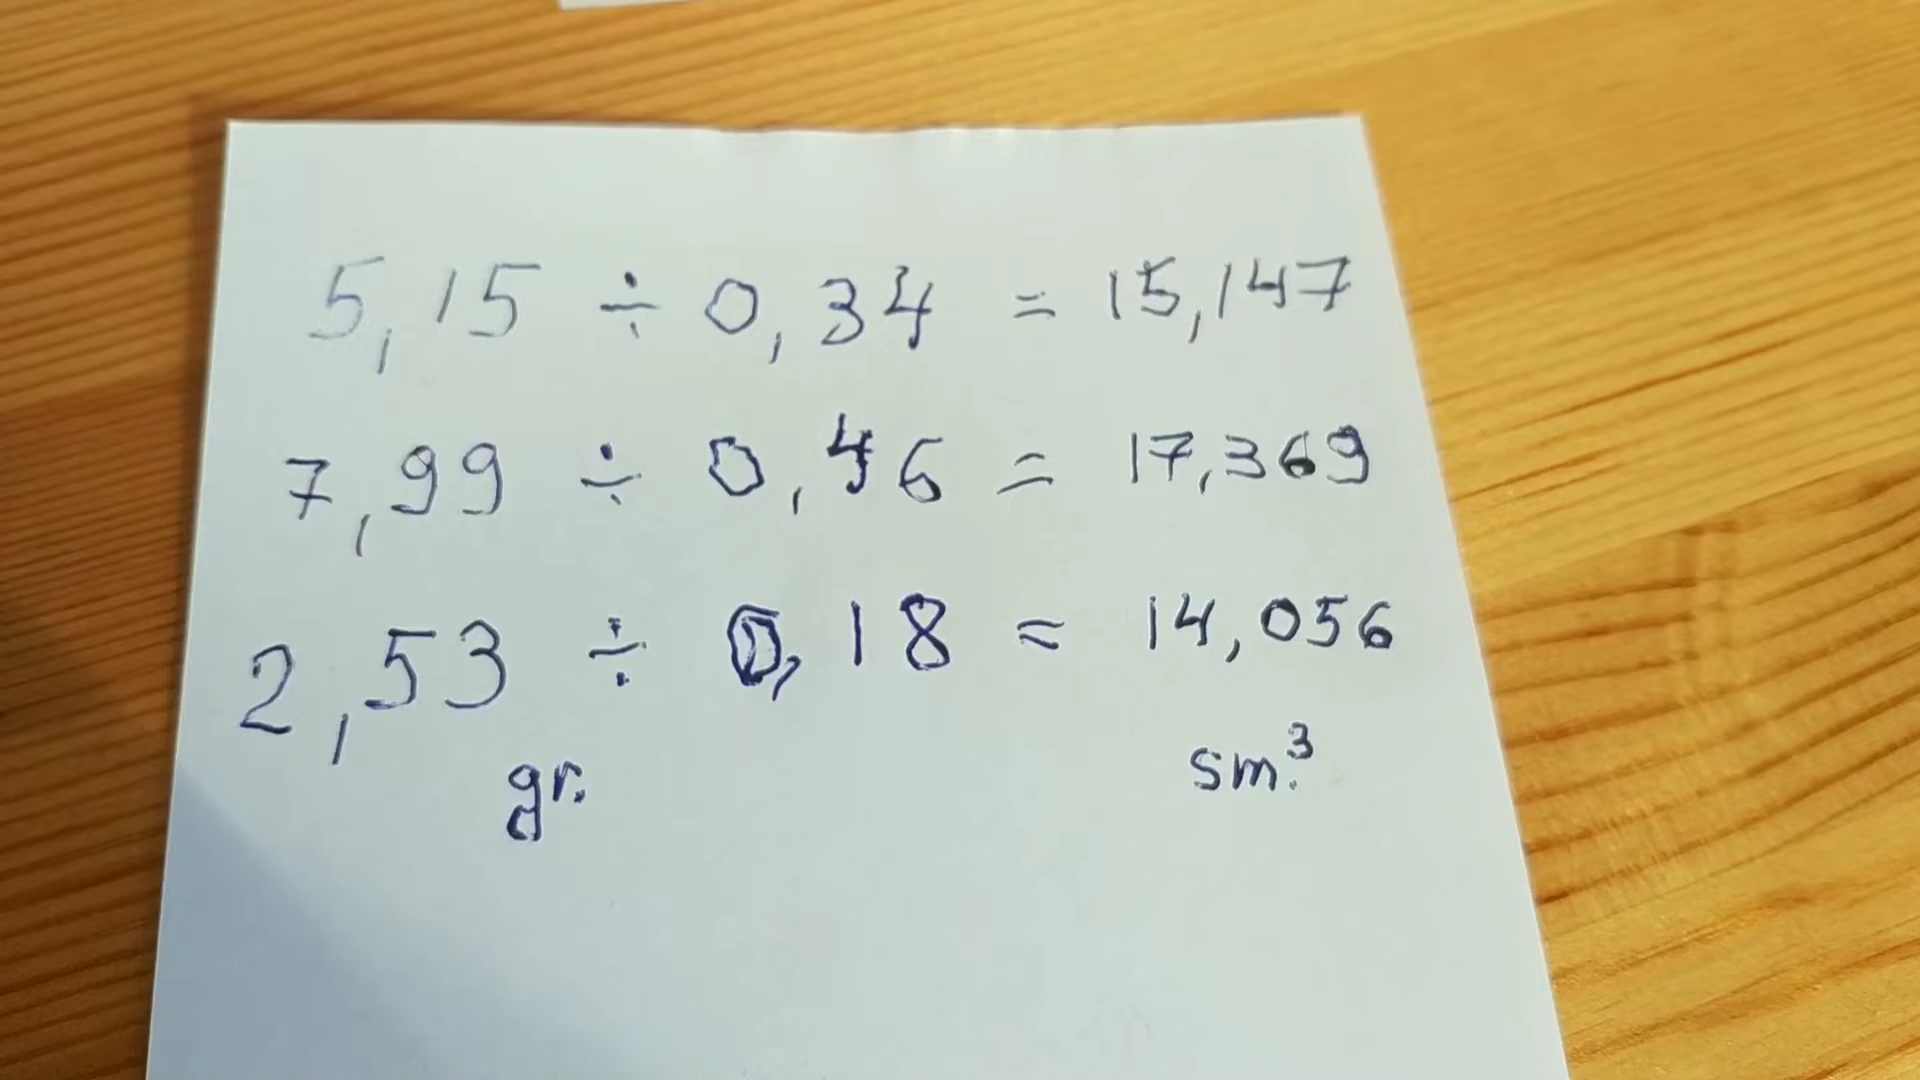 5,15 ÷ 0,34 = 15,147
7,99 ÷ 0,46 = 17,369
2,53 ÷ 0,18 = 14,056
gr. sm.³